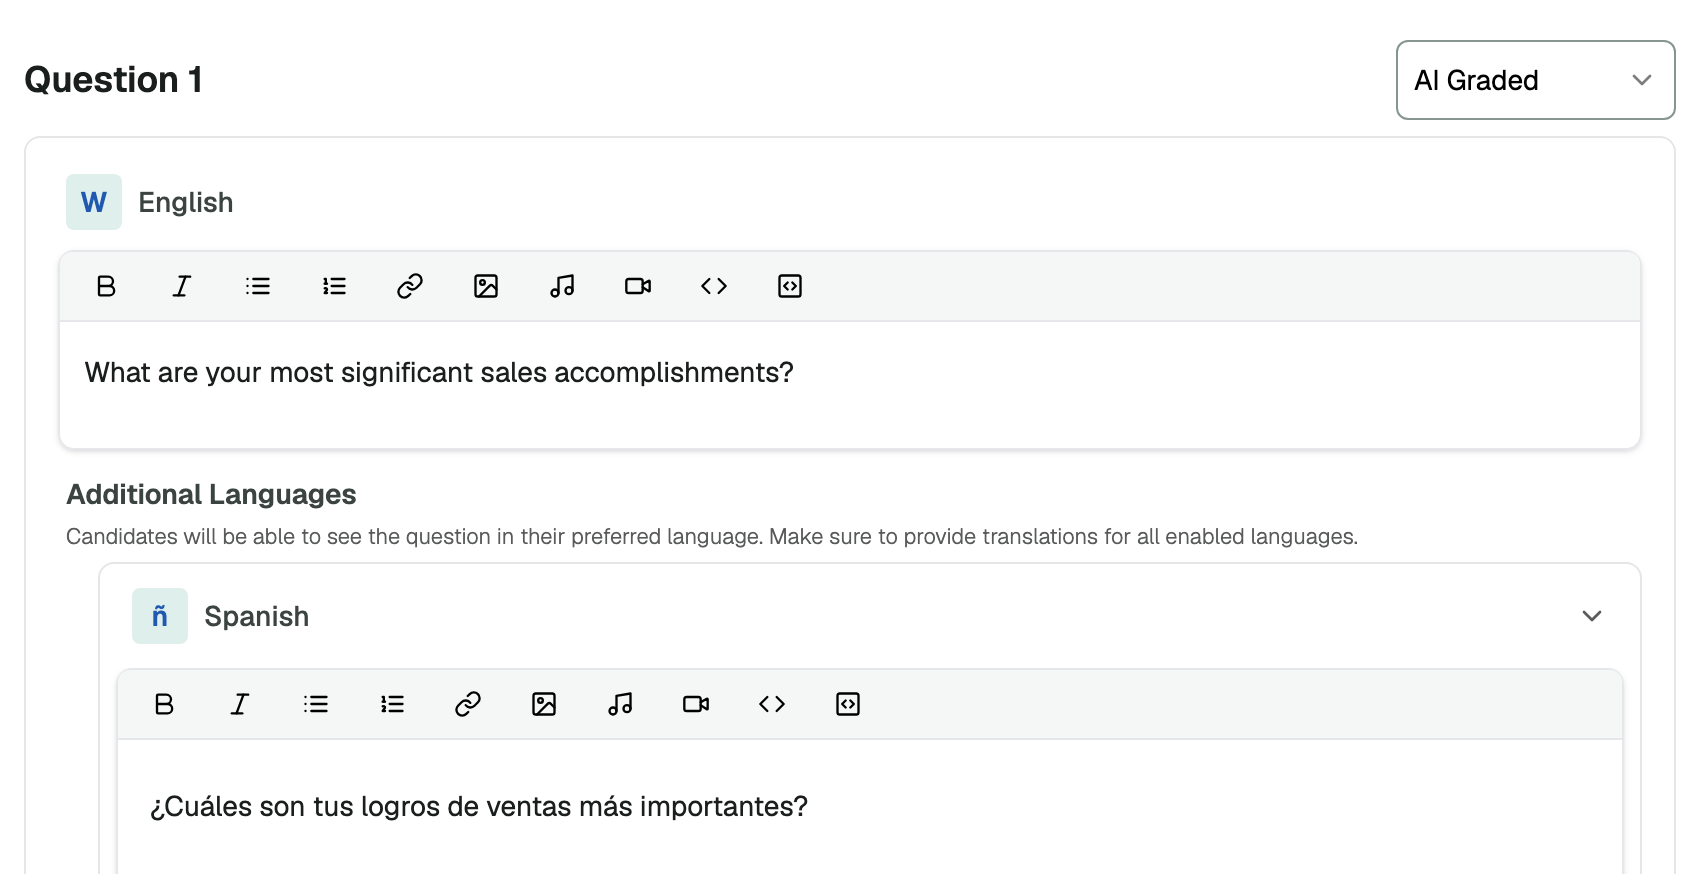 Question 1
AI Graded
W English
What are your most significant sales accomplishments?
Additional Languages
Candidates will be able to see the question in their preferred language. Make sure to provide translations for all enabled languages.
ñ Spanish
¿Cuáles son tus logros de ventas más importantes?